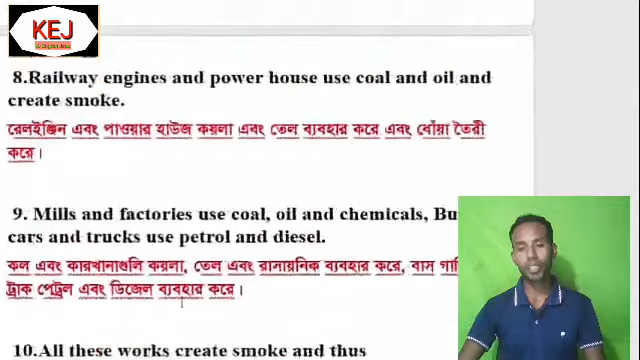 KEJ
8.Railway engines and power house use coal and oil and
create smoke.
রেলইঞ্জিন এবং পাওয়ার হাউজ কয়লা এবং তেল ব্যবহার করে এবং ধোঁয়া তৈরী
করে।
9. Mills and factories use coal, oil and chemicals, Bu
cars and trucks use petrol and diesel.
কল এবং কারখানাগুলি কয়লা, তেল এবং রাসায়নিক ব্যবহার করে, বাস গা
ট্রাক পেট্রল এবং ডিজেল ব্যবহার করে।
10.All these works create smoke and thus